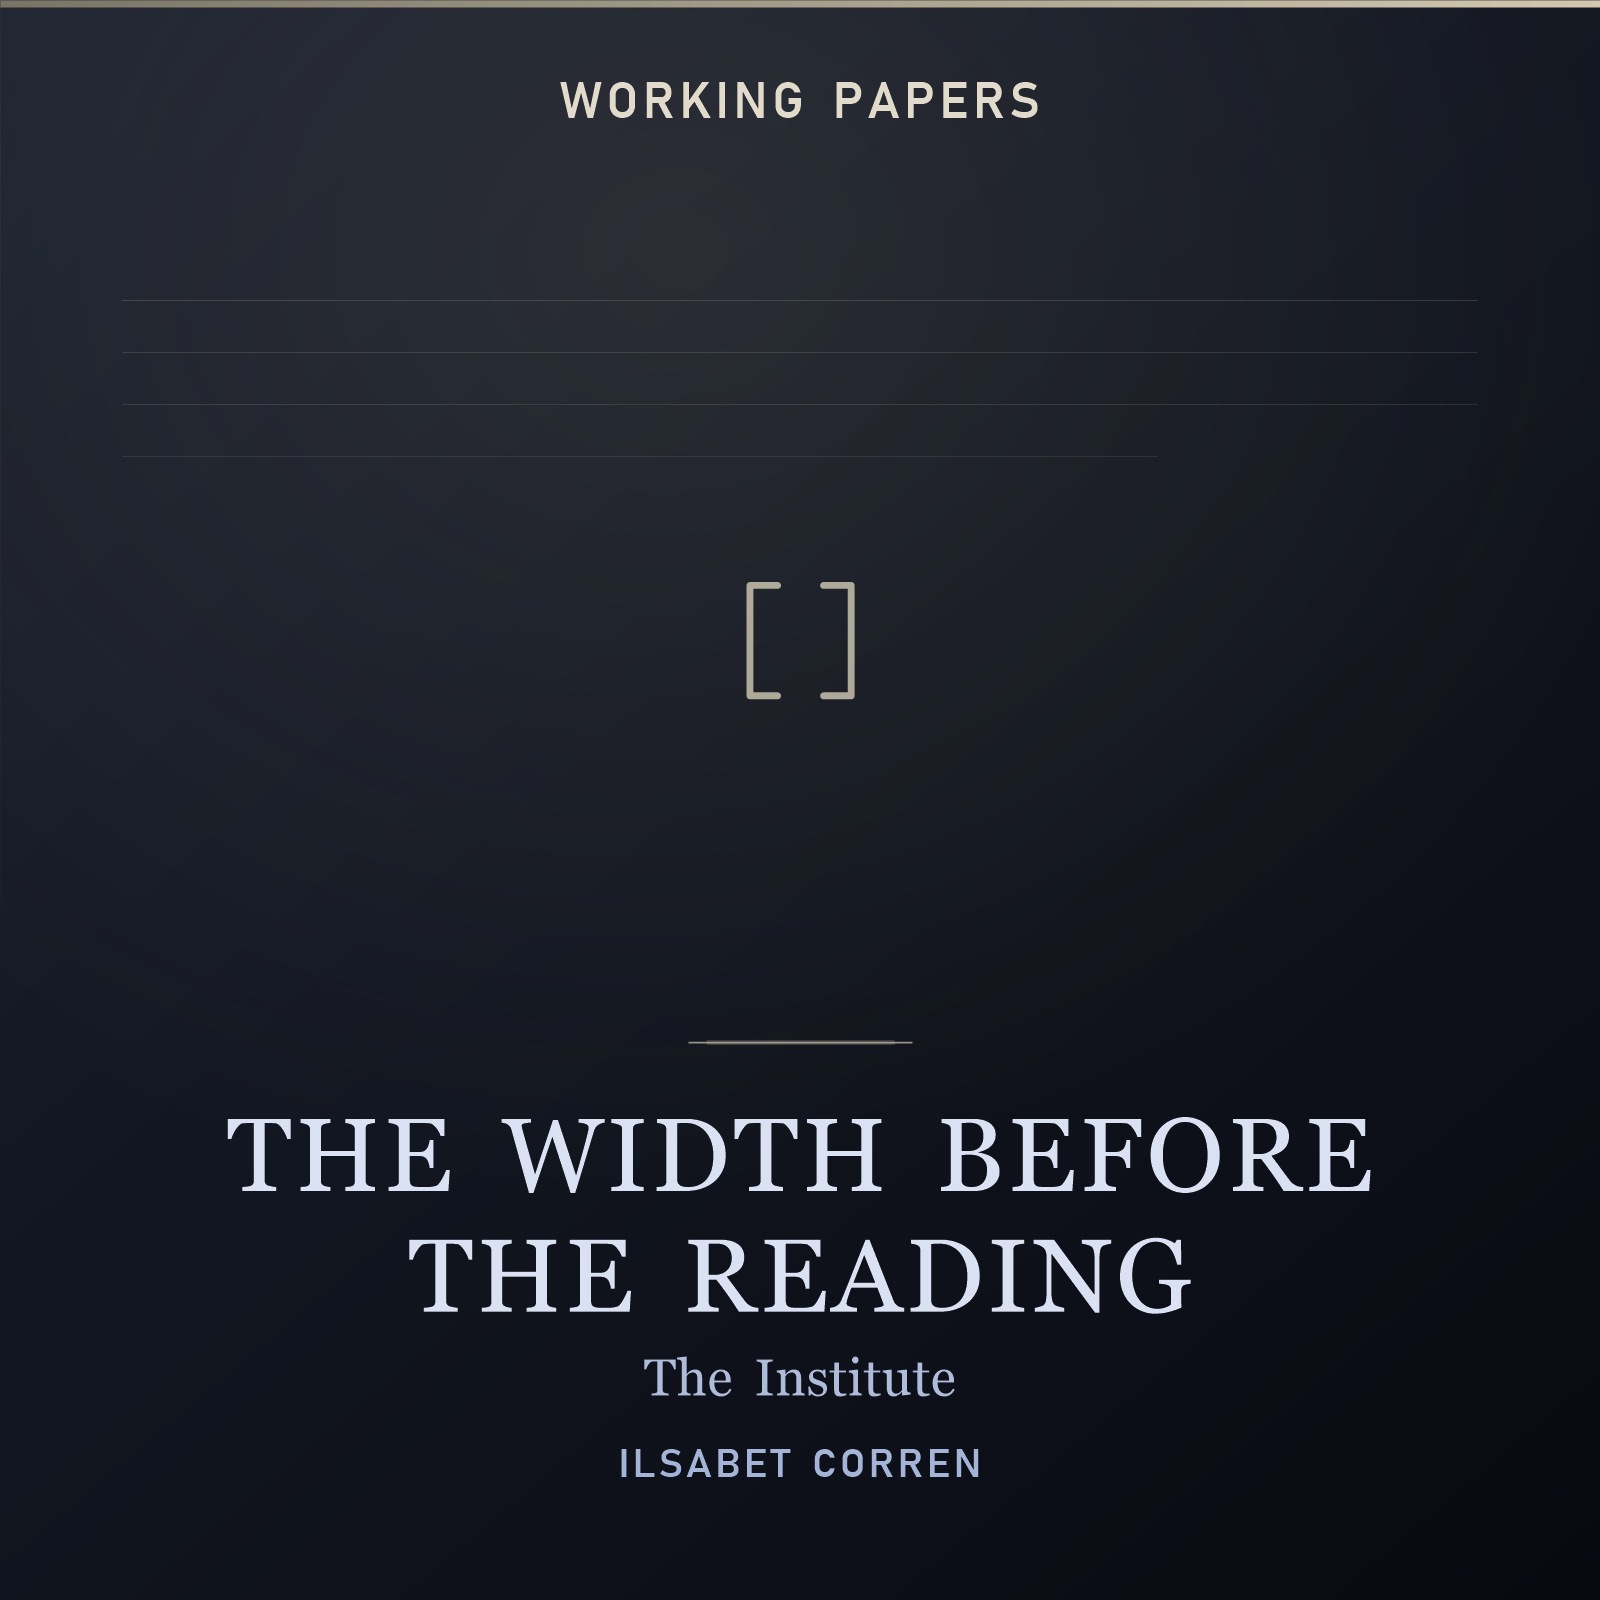 WORKING PAPERS
[ ]
THE WIDTH BEFORE
THE READING
The Institute
ILSABET CORREN